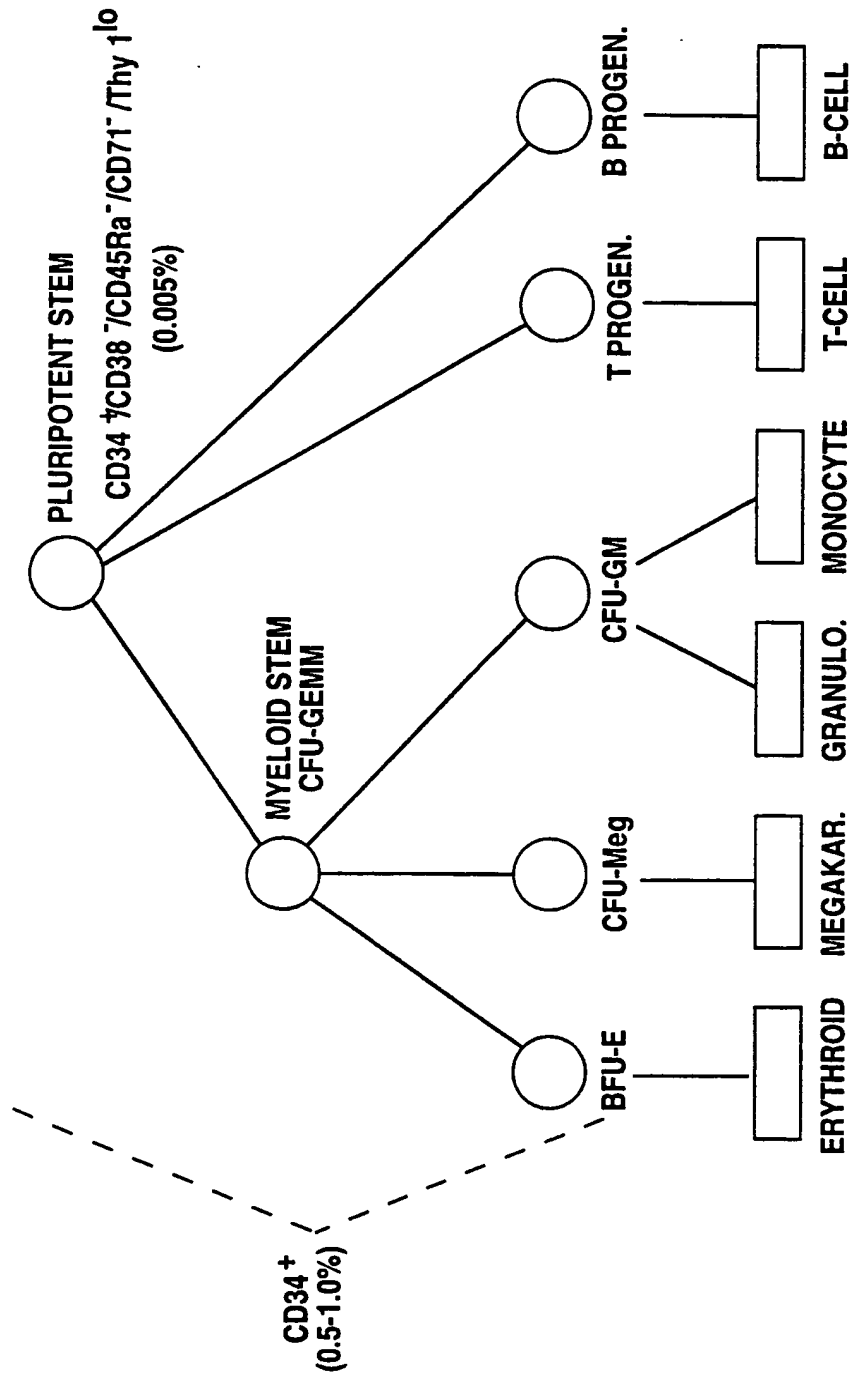 PLURIPOTENT STEM
CD34⁺/CD38⁻/CD45Ra⁻/CD71⁻/Thy 1ˡᵒ
(0.005%)
MYELOID STEM
CFU-GEMM
CD34⁺
(0.5-1.0%)
BFU-E
CFU-Meg
CFU-GM
T PROGEN.
B PROGEN.
ERYTHROID
MEGAKAR.
GRANULO.
MONOCYTE
T-CELL
B-CELL